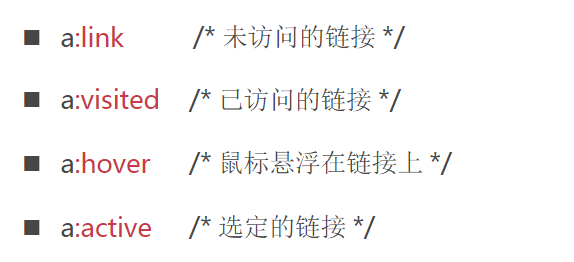 ■ a:link /* 未访问的链接 */
■ a:visited /* 已访问的链接 */
■ a:hover /* 鼠标悬浮在链接上 */
■ a:active /* 选定的链接 */